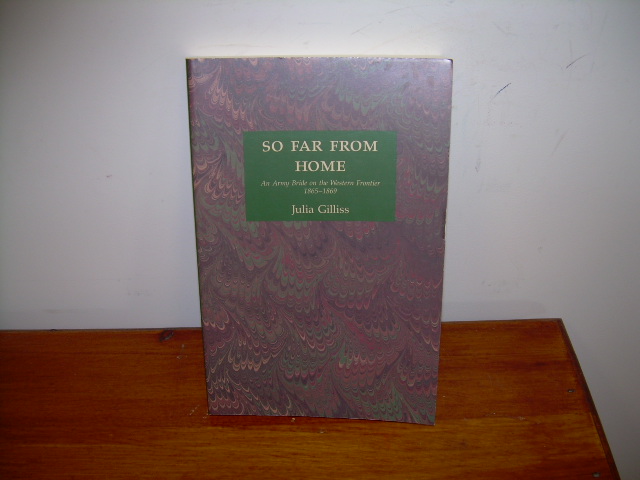 SO FAR FROM
HOME
An Army Bride on the Western Frontier
1865-1869
Julia Gilliss